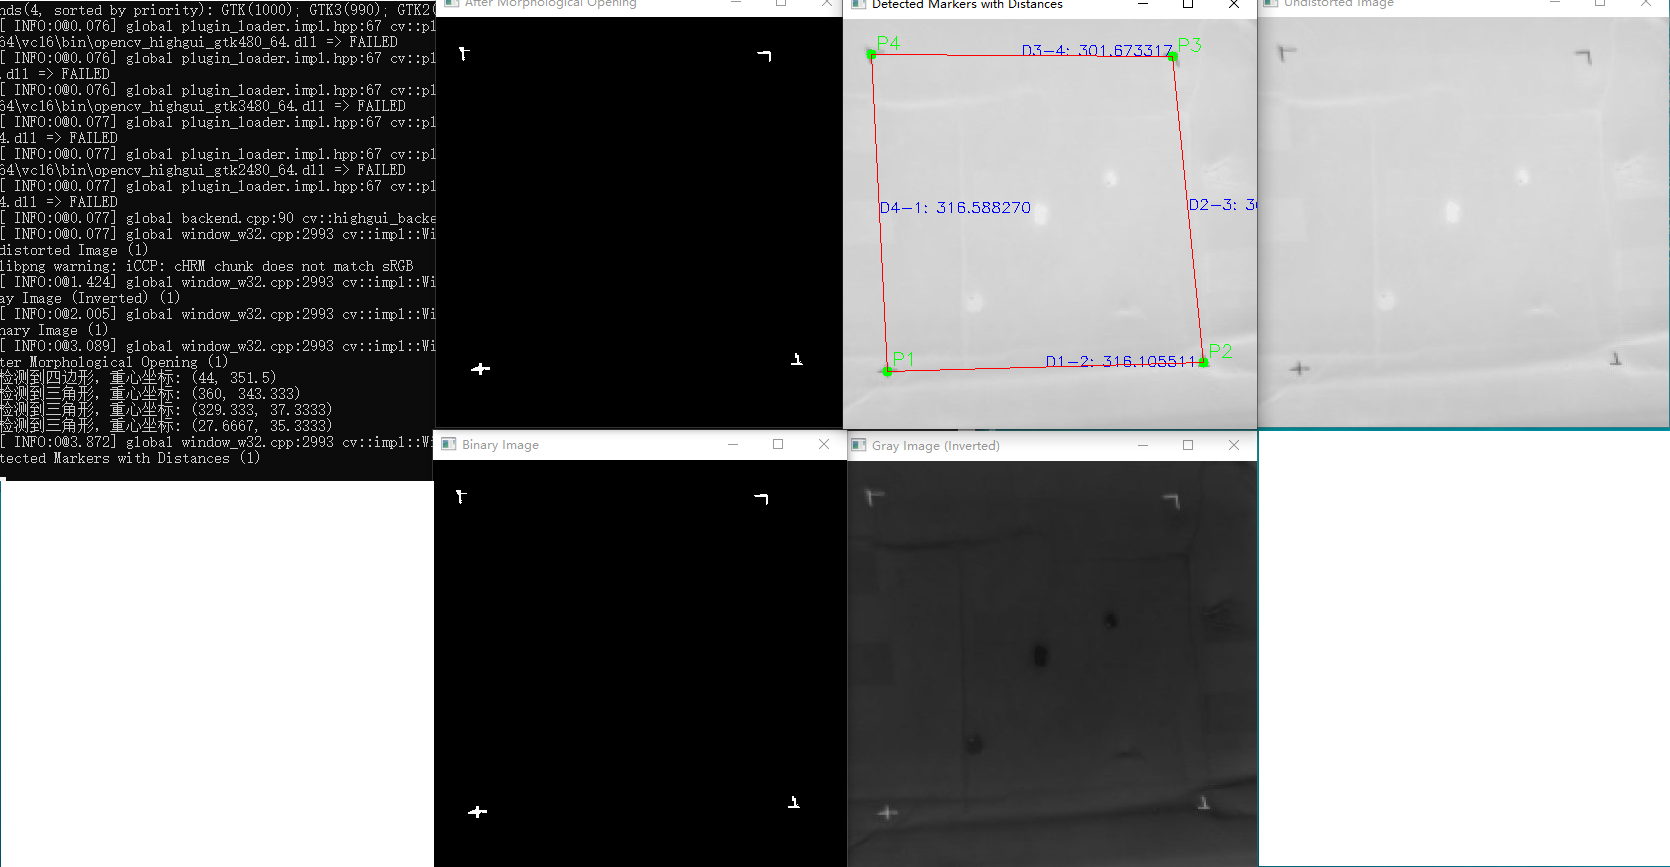 nds(4, sorted by priority): GTK(1000); GTK3(990); GTK2(
[ INFO:0@0.076] global plugin_loader.impl.hpp:67 cv::pl
64\vc16\bin\opencv_highgui_gtk480_64.dll => FAILED
[ INFO:0@0.076] global plugin_loader.impl.hpp:67 cv::pl
.dll => FAILED
[ INFO:0@0.076] global plugin_loader.impl.hpp:67 cv::pl
64\vc16\bin\opencv_highgui_gtk3480_64.dll => FAILED
[ INFO:0@0.077] global plugin_loader.impl.hpp:67 cv::pl
4.dll => FAILED
[ INFO:0@0.077] global plugin_loader.impl.hpp:67 cv::pl
64\vc16\bin\opencv_highgui_gtk2480_64.dll => FAILED
[ INFO:0@0.077] global plugin_loader.impl.hpp:67 cv::pl
4.dll => FAILED
[ INFO:0@0.077] global backend.cpp:90 cv::highgui_backe
[ INFO:0@0.077] global window_w32.cpp:2993 cv::impl::Wi
distorted Image (1)
libpng warning: iCCP: cHRM chunk does not match sRGB
[ INFO:0@1.424] global window_w32.cpp:2993 cv::impl::Wi
ay Image (Inverted) (1)
[ INFO:0@2.005] global window_w32.cpp:2993 cv::impl::Wi
nary Image (1)
[ INFO:0@3.089] global window_w32.cpp:2993 cv::impl::Wi
ter Morphological Opening (1)
检测到四边形, 重心坐标: (44, 351.5)
检测到三角形, 重心坐标: (360, 343.333)
检测到三角形, 重心坐标: (329.333, 37.3333)
检测到三角形, 重心坐标: (27.6667, 35.3333)
[ INFO:0@3.872] global window_w32.cpp:2993 cv::impl::Wi
tected Markers with Distances (1)
After Morphological Opening
Detected Markers with Distances
P4
D3-4: 301.673317
P3
D4-1: 316.588270
D2-3: 3
P1
D1-2: 316.105511
P2
Undistorted Image
Binary Image
Gray Image (Inverted)